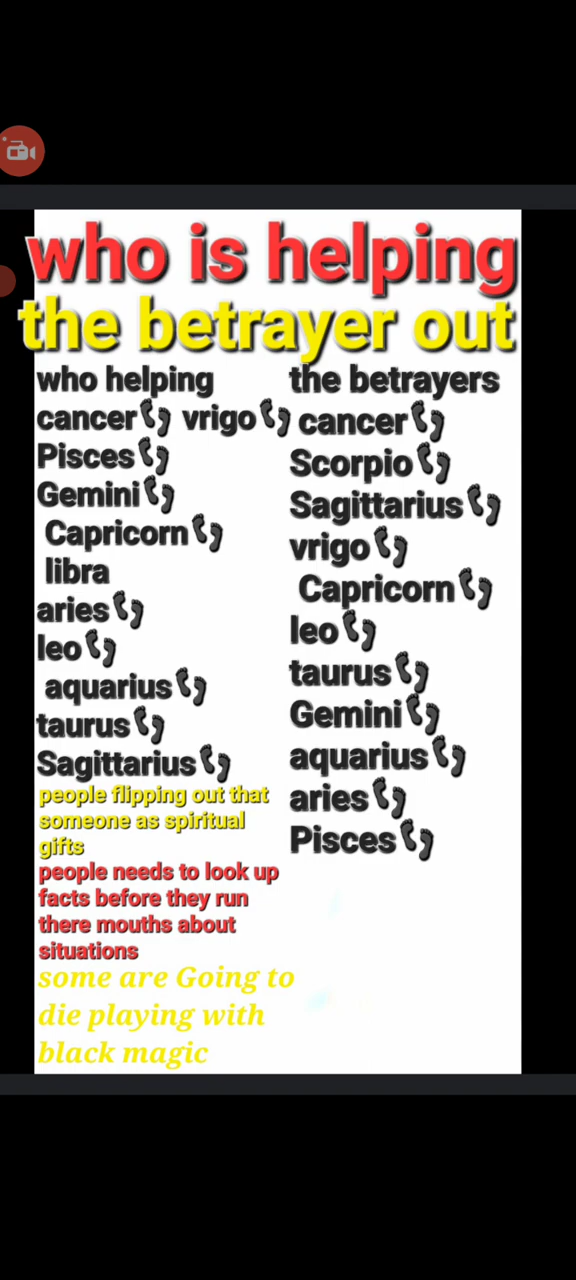 who is helping
the betrayer out
who helping
cancer👣 vrigo👣
Pisces👣
Gemini👣
Capricorn👣
libra
aries👣
leo👣
aquarius👣
taurus👣
Sagittarius👣
people flipping out that
someone as spiritual
gifts
people needs to look up
facts before they run
there mouths about
situations
some are Going to
die playing with
black magic
the betrayers
cancer👣
Scorpio👣
Sagittarius👣
vrigo👣
Capricorn👣
leo👣
taurus👣
Gemini👣
aquarius👣
aries👣
Pisces👣